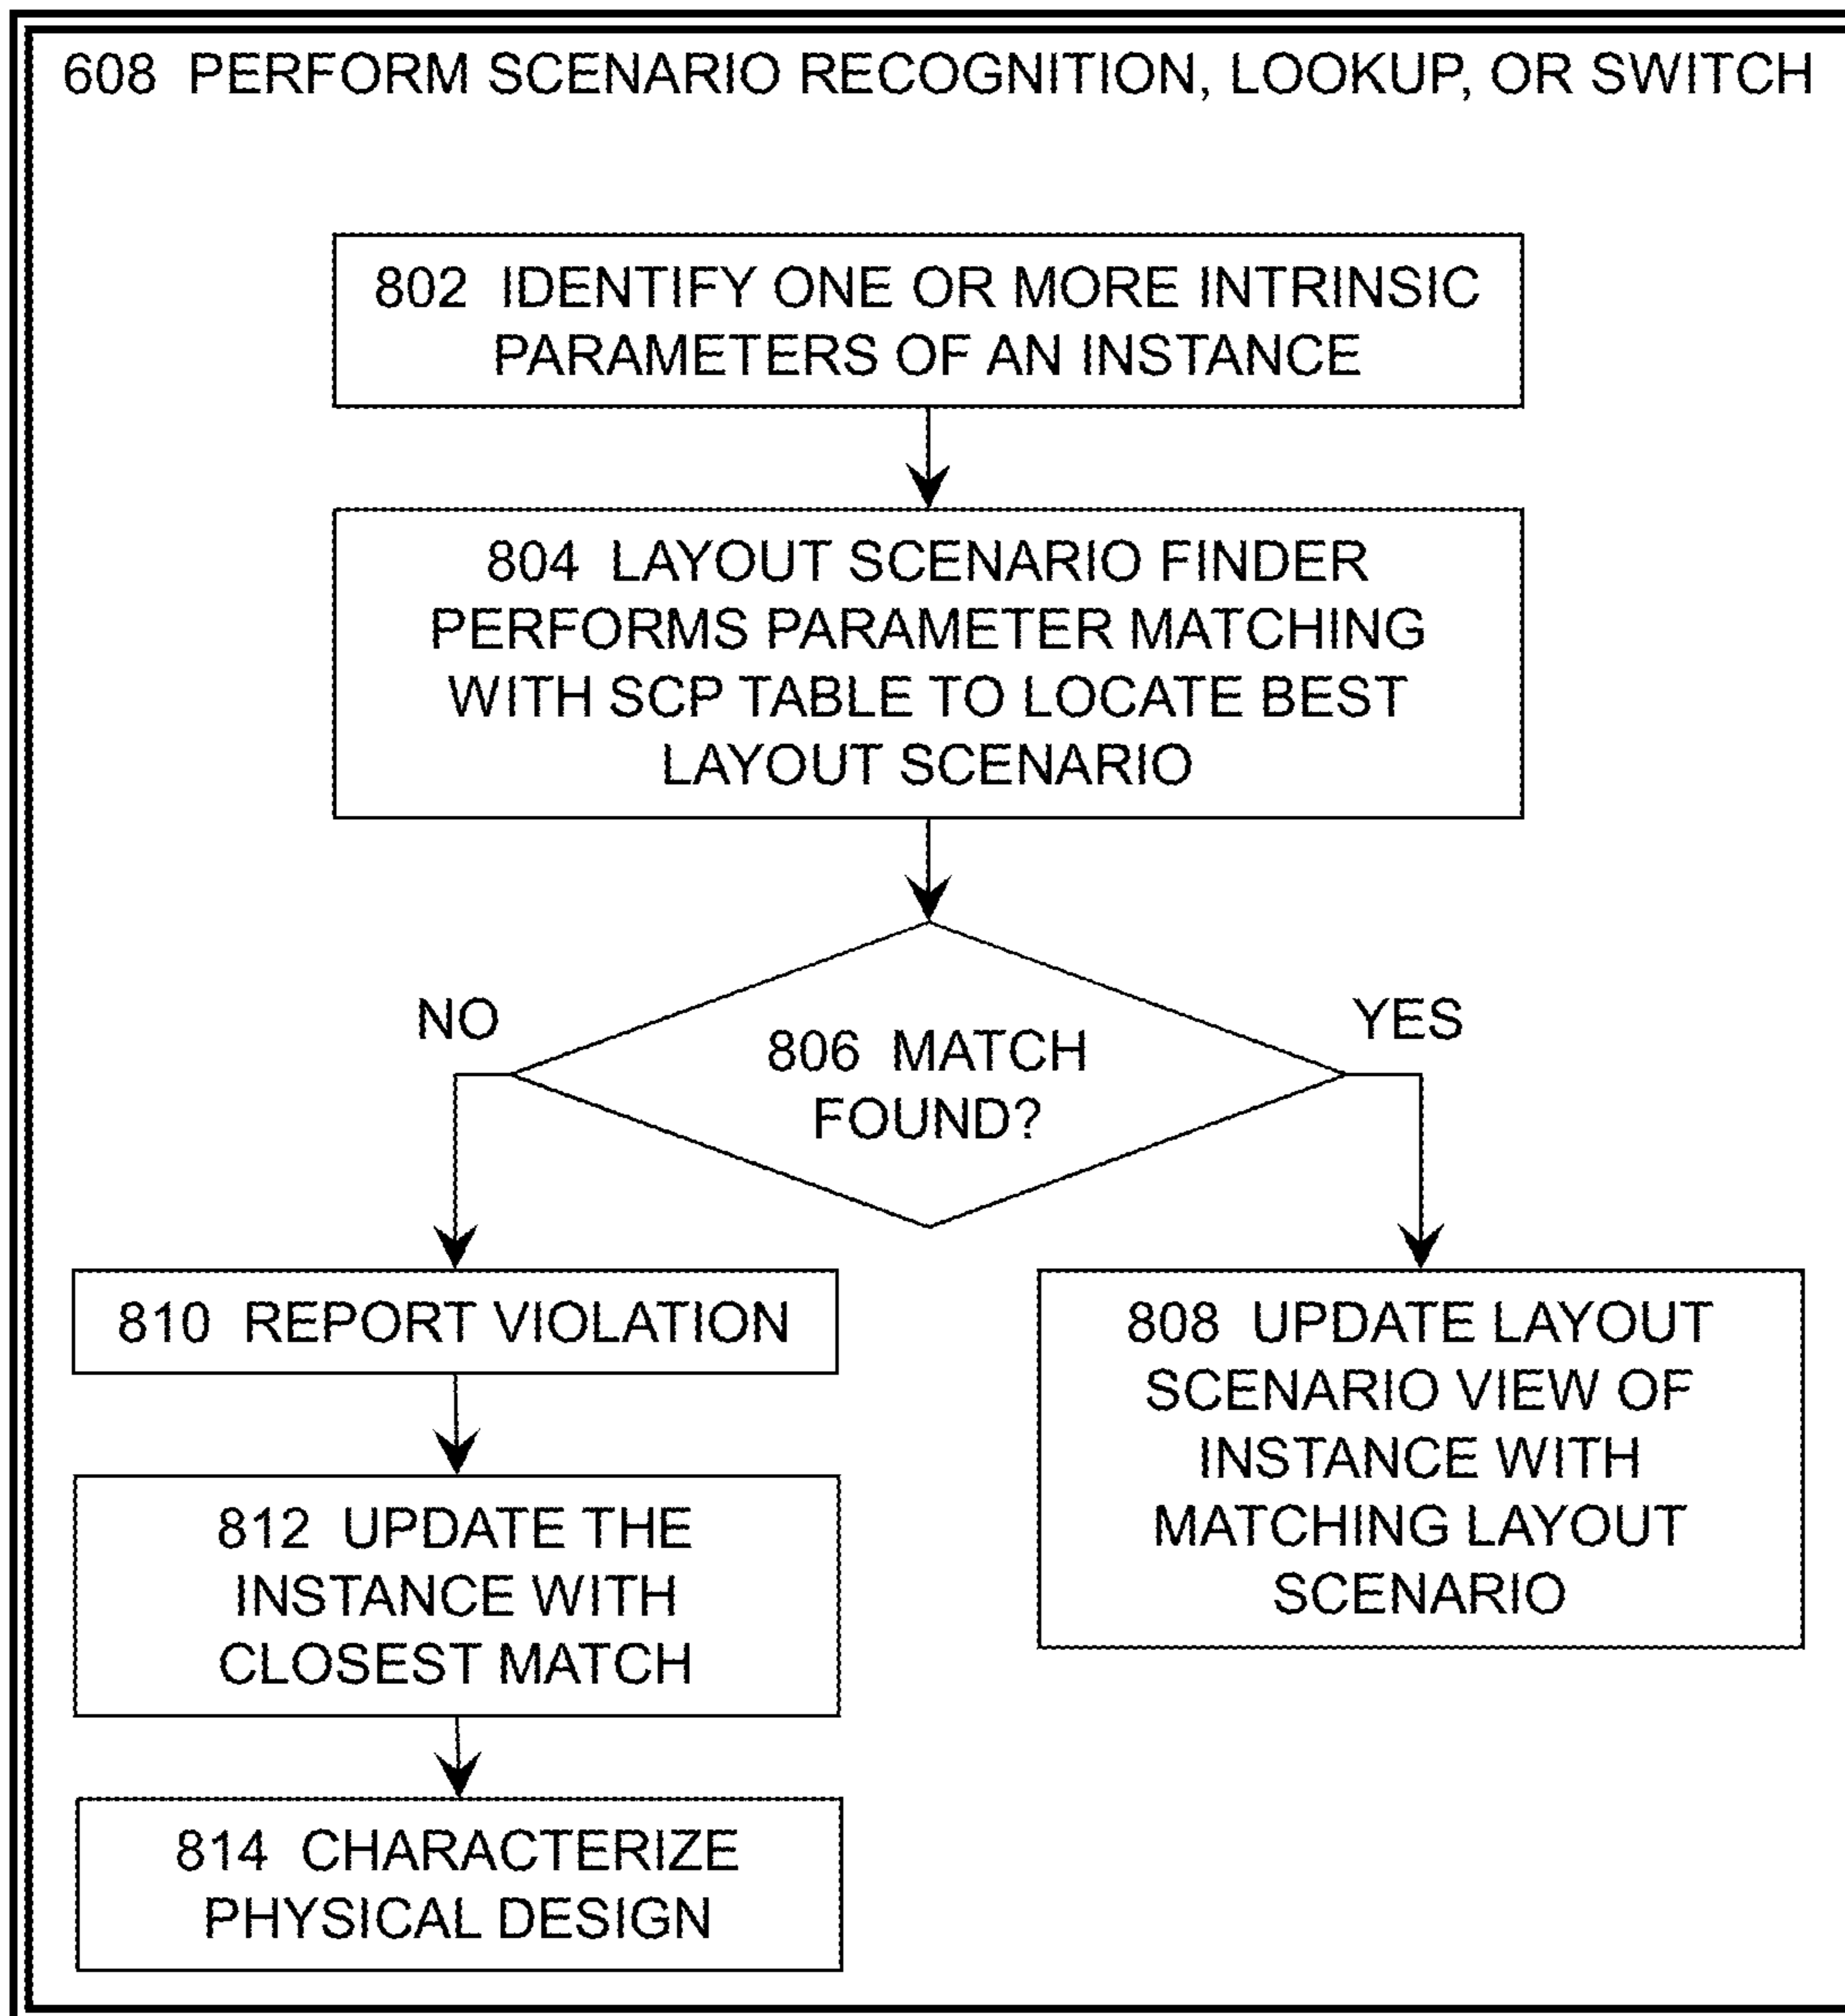 608 PERFORM SCENARIO RECOGNITION, LOOKUP, OR SWITCH
802 IDENTIFY ONE OR MORE INTRINSIC
PARAMETERS OF AN INSTANCE
804 LAYOUT SCENARIO FINDER
PERFORMS PARAMETER MATCHING
WITH SCP TABLE TO LOCATE BEST
LAYOUT SCENARIO
NO
YES
806 MATCH
FOUND?
810 REPORT VIOLATION
812 UPDATE THE
INSTANCE WITH
CLOSEST MATCH
814 CHARACTERIZE
PHYSICAL DESIGN
808 UPDATE LAYOUT
SCENARIO VIEW OF
INSTANCE WITH
MATCHING LAYOUT
SCENARIO